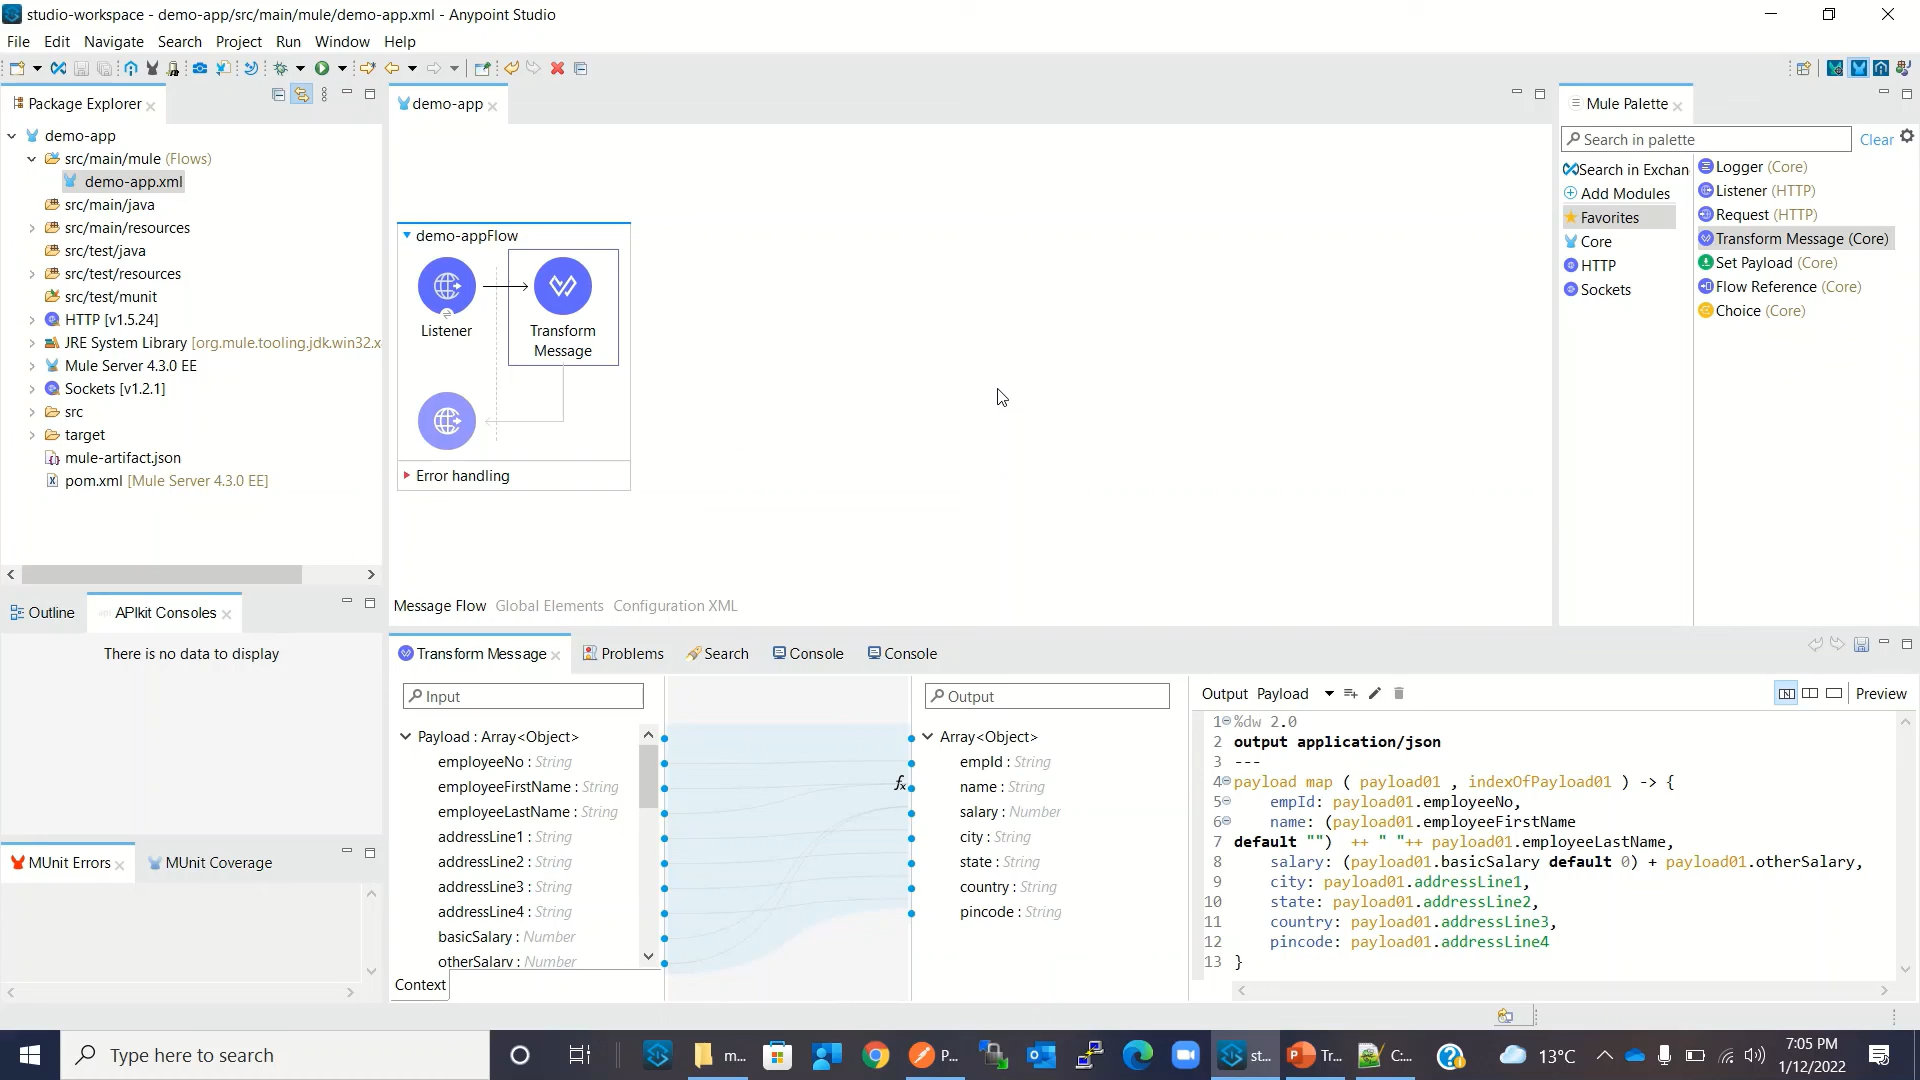 studio-workspace - demo-app/src/main/mule/demo-app.xml - Anypoint Studio
File Edit Navigate Search Project Run Window Help
Package Explorer
demo-app
src/main/mule (Flows)
demo-app.xml
src/main/java
src/main/resources
src/test/java
src/test/resources
src/test/munit
HTTP [v1.5.24]
JRE System Library [org.mule.tooling.jdk.win32.x
Mule Server 4.3.0 EE
Sockets [v1.2.1]
src
target
mule-artifact.json
pom.xml [Mule Server 4.3.0 EE]
Outline
APIkit Consoles
There is no data to display
MUnit Errors
MUnit Coverage
demo-app
demo-appFlow
Listener
Transform
Message
Error handling
Message Flow Global Elements Configuration XML
Mule Palette
Search in palette
Clear
Search in Exchan
Add Modules
Favorites
Core
HTTP
Sockets
Logger (Core)
Listener (HTTP)
Request (HTTP)
Transform Message (Core)
Set Payload (Core)
Flow Reference (Core)
Choice (Core)
Transform Message
Problems
Search
Console
Console
Input
Payload : Array<Object>
employeeNo : String
employeeFirstName : String
employeeLastName : String
addressLine1 : String
addressLine2 : String
addressLine3 : String
addressLine4 : String
basicSalary : Number
otherSalary : Number
Context
fx
Output
Array<Object>
empId : String
name : String
salary : Number
city : String
state : String
country : String
pincode : String
Output Payload
Preview
1 %dw 2.0
2 output application/json
3 ---
4 payload map ( payload01 , indexOfPayload01 ) -> {
5 empId: payload01.employeeNo,
6 name: (payload01.employeeFirstName
7 default "") ++ " "++ payload01.employeeLastName,
8 salary: (payload01.basicSalary default 0) + payload01.otherSalary,
9 city: payload01.addressLine1,
10 state: payload01.addressLine2,
11 country: payload01.addressLine3,
12 pincode: payload01.addressLine4
13 }
Type here to search
m...
P...
st...
Tr...
C:...
13°C
7:05 PM
1/12/2022